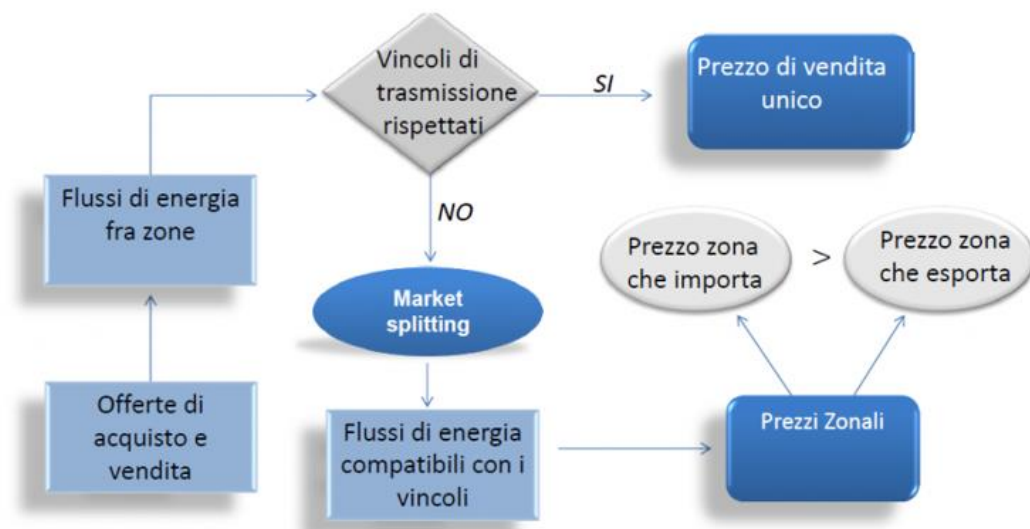 Vincoli di
trasmissione
rispettati
SI
Prezzo di vendita
unico
Flussi di energia
fra zone
NO
Prezzo zona
che importa
>
Prezzo zona
che esporta
Market
splitting
Offerte di
acquisto e
vendita
Flussi di energia
compatibili con i
vincoli
Prezzi Zonali